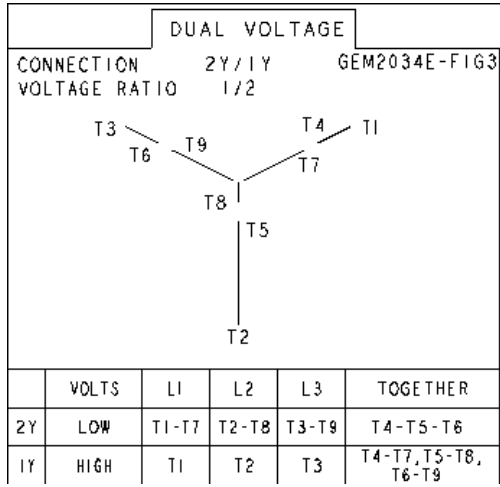 DUAL VOLTAGE
CONNECTION 2Y/1Y GEM2034E-FIG3
VOLTAGE RATIO 1/2
T3 T4 T1
T6 T9 T7
T8
T5
T2
VOLTS L1 L2 L3 TOGETHER
2Y LOW T1-T7 T2-T8 T3-T9 T4-T5-T6
1Y HIGH T1 T2 T3 T4-T7,T5-T8,
T6-T9